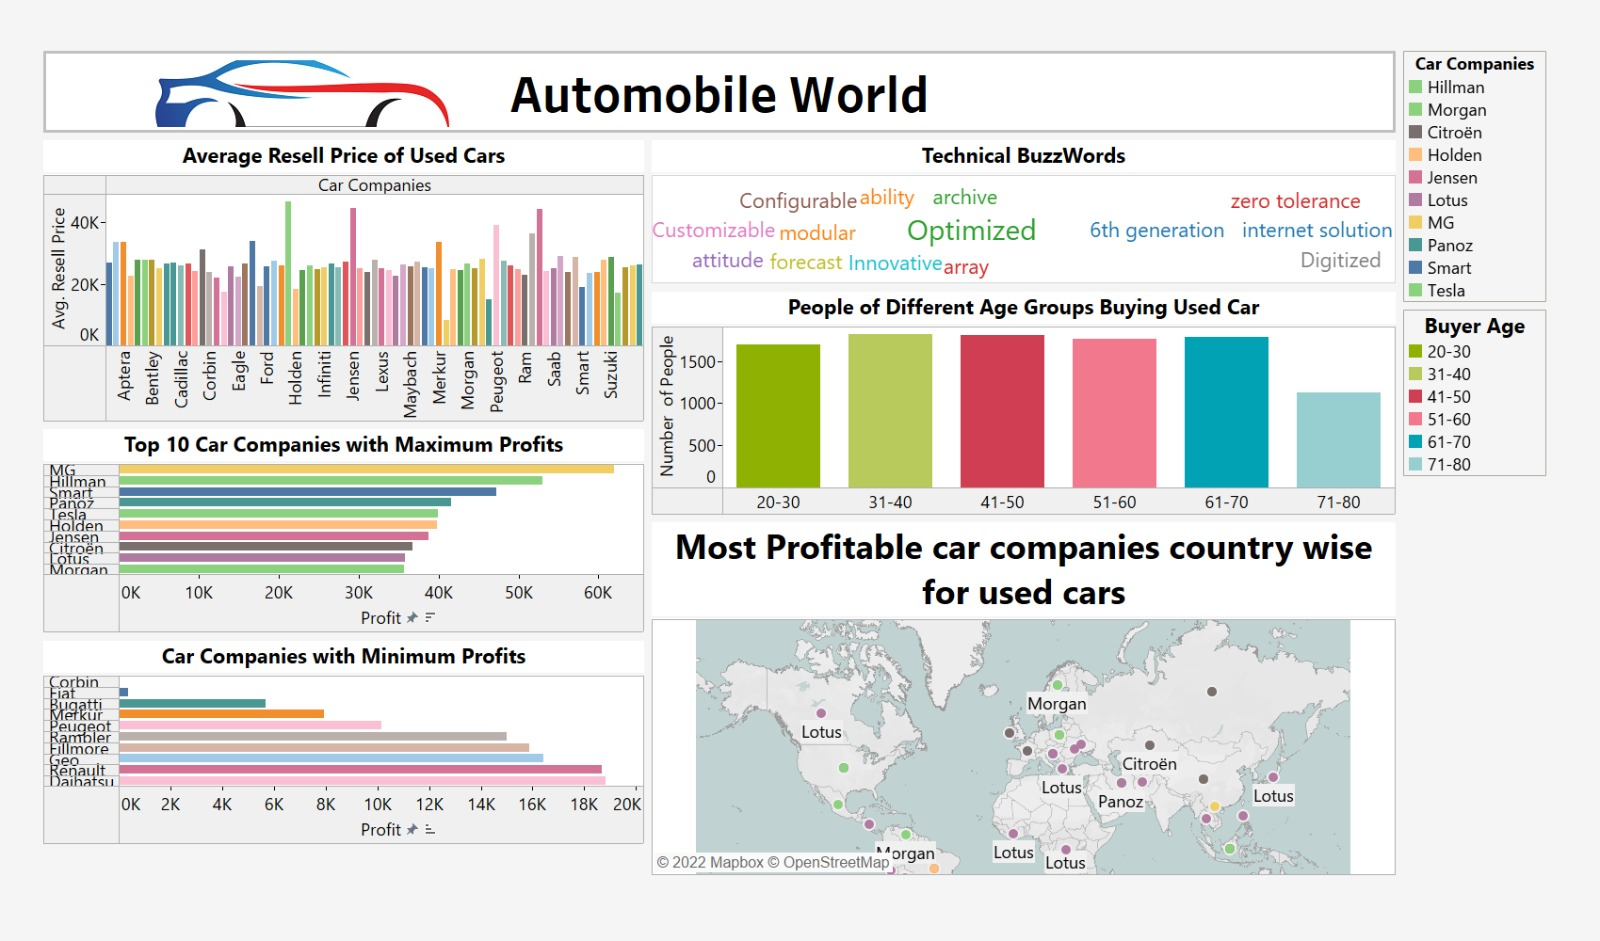 Automobile World
Average Resell Price of Used Cars
Car Companies
Avg. Resell Price
40K
20K
0K
Aptera
Bentley
Cadillac
Corbin
Eagle
Ford
Holden
Infiniti
Jensen
Lexus
Maybach
Merkur
Morgan
Peugeot
Ram
Saab
Smart
Suzuki
Top 10 Car Companies with Maximum Profits
MG
Hillman
Smart
Panoz
Tesla
Holden
Jensen
Citroën
Lotus
Morgan
0K 10K 20K 30K 40K 50K 60K
Profit
Car Companies with Minimum Profits
Corbin
Fiat
Bugatti
Merkur
Peugeot
Rambler
Fillmore
Geo
Renault
Daihatsu
0K 2K 4K 6K 8K 10K 12K 14K 16K 18K 20K
Profit
Technical BuzzWords
Configurable ability archive zero tolerance
Customizable modular Optimized 6th generation internet solution
attitude forecast Innovative array Digitized
People of Different Age Groups Buying Used Car
Number of People
1500
1000
500
0
20-30 31-40 41-50 51-60 61-70 71-80
Most Profitable car companies country wise
for used cars
Morgan
Lotus
Citroën
Lotus
Panoz
Lotus
Morgan
Lotus
Lotus
© 2022 Mapbox © OpenStreetMap
Car Companies
Hillman
Morgan
Citroën
Holden
Jensen
Lotus
MG
Panoz
Smart
Tesla
Buyer Age
20-30
31-40
41-50
51-60
61-70
71-80